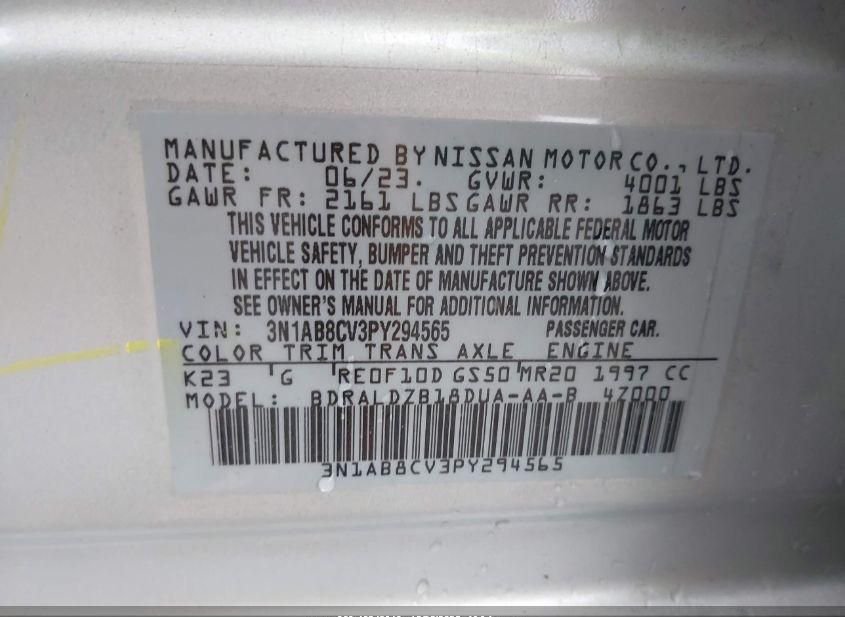 MANUFACTURED BY NISSAN MOTOR CO., LTD.
DATE: 06/23. GVWR: 4001 LBS
GAWR FR: 2161 LBS GAWR RR: 1863 LBS
THIS VEHICLE CONFORMS TO ALL APPLICABLE FEDERAL MOTOR
VEHICLE SAFETY, BUMPER AND THEFT PREVENTION STANDARDS
IN EFFECT ON THE DATE OF MANUFACTURE SHOWN ABOVE.
SEE OWNER'S MANUAL FOR ADDITIONAL INFORMATION.
VIN: 3N1AB8CV3PY294565 PASSENGER CAR.
COLOR TRIM TRANS AXLE ENGINE
K23 G RE0F10D GS50 MR20 1997 CC
MODEL: BDRALDZB18DUA-AA-B 4Z000
3N1AB8CV3PY294565